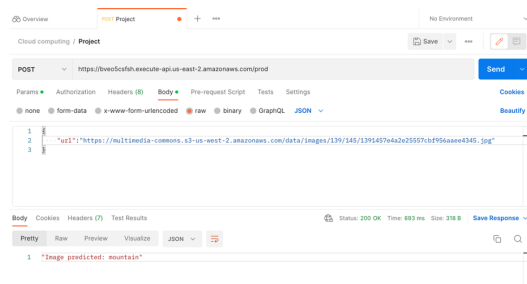 Overview POST Project + ••• No Environment
Cloud computing / Project Save •••
POST https://bveo5csfsh.execute-api.us-east-2.amazonaws.com/prod Send
Params Authorization Headers (8) Body Pre-request Script Tests Settings Cookies
none form-data x-www-form-urlencoded raw binary GraphQL JSON Beautify
1 {
2 "url":"https://multimedia-commons.s3-us-west-2.amazonaws.com/data/images/139/145/1391457e4a2e25557cbf956aaee4345.jpg"
3 }
Body Cookies Headers (7) Test Results Status: 200 OK Time: 693 ms Size: 318 B Save Response
Pretty Raw Preview Visualize JSON
1 "Image predicted: mountain"